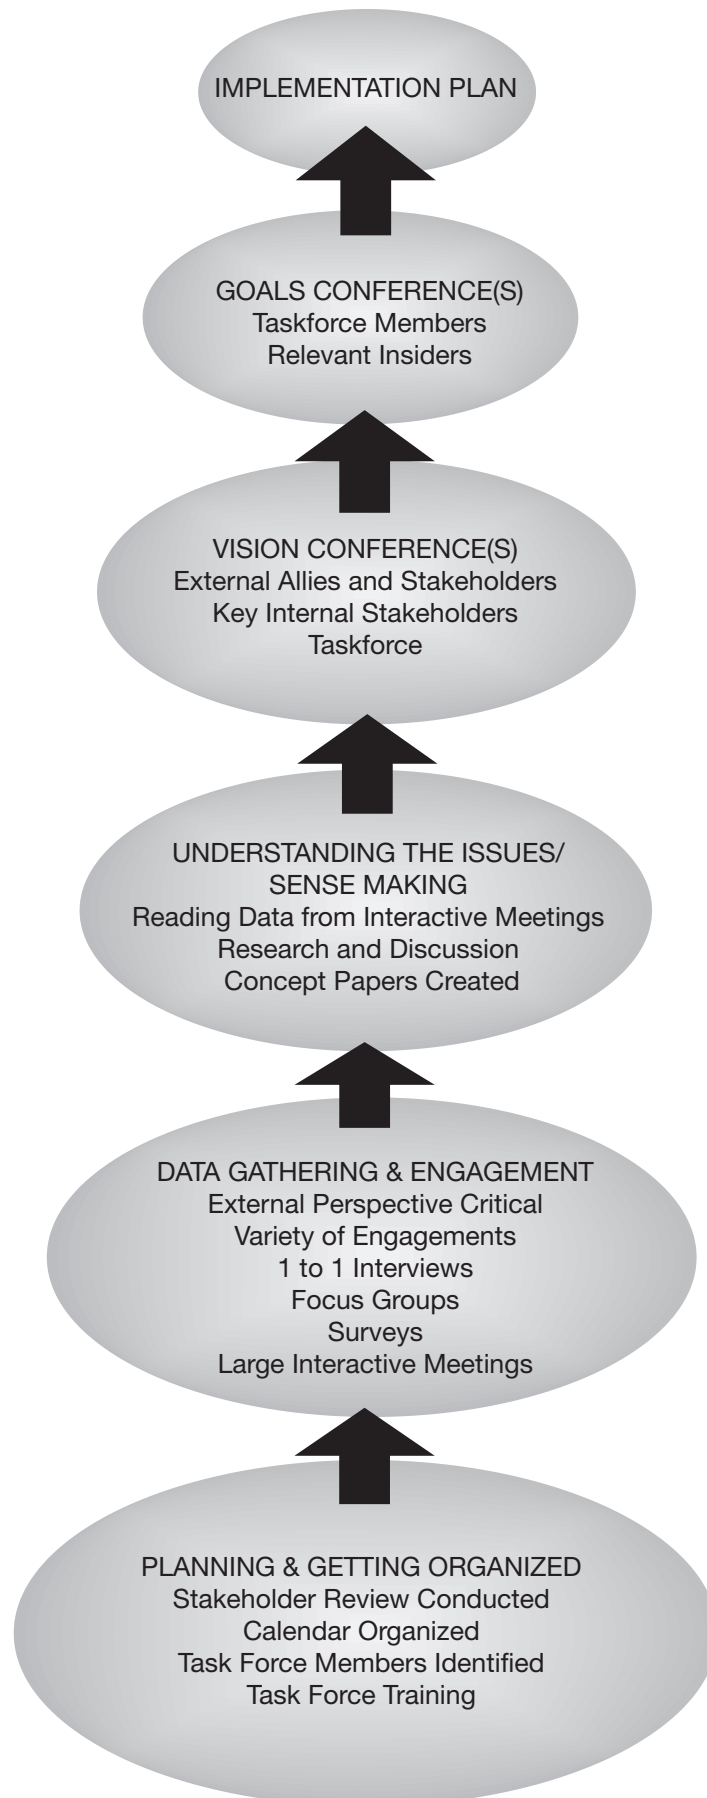 IMPLEMENTATION PLAN
GOALS CONFERENCE(S)
Taskforce Members
Relevant Insiders
VISION CONFERENCE(S)
External Allies and Stakeholders
Key Internal Stakeholders
Taskforce
UNDERSTANDING THE ISSUES/
SENSE MAKING
Reading Data from Interactive Meetings
Research and Discussion
Concept Papers Created
DATA GATHERING & ENGAGEMENT
External Perspective Critical
Variety of Engagements
1 to 1 Interviews
Focus Groups
Surveys
Large Interactive Meetings
PLANNING & GETTING ORGANIZED
Stakeholder Review Conducted
Calendar Organized
Task Force Members Identified
Task Force Training